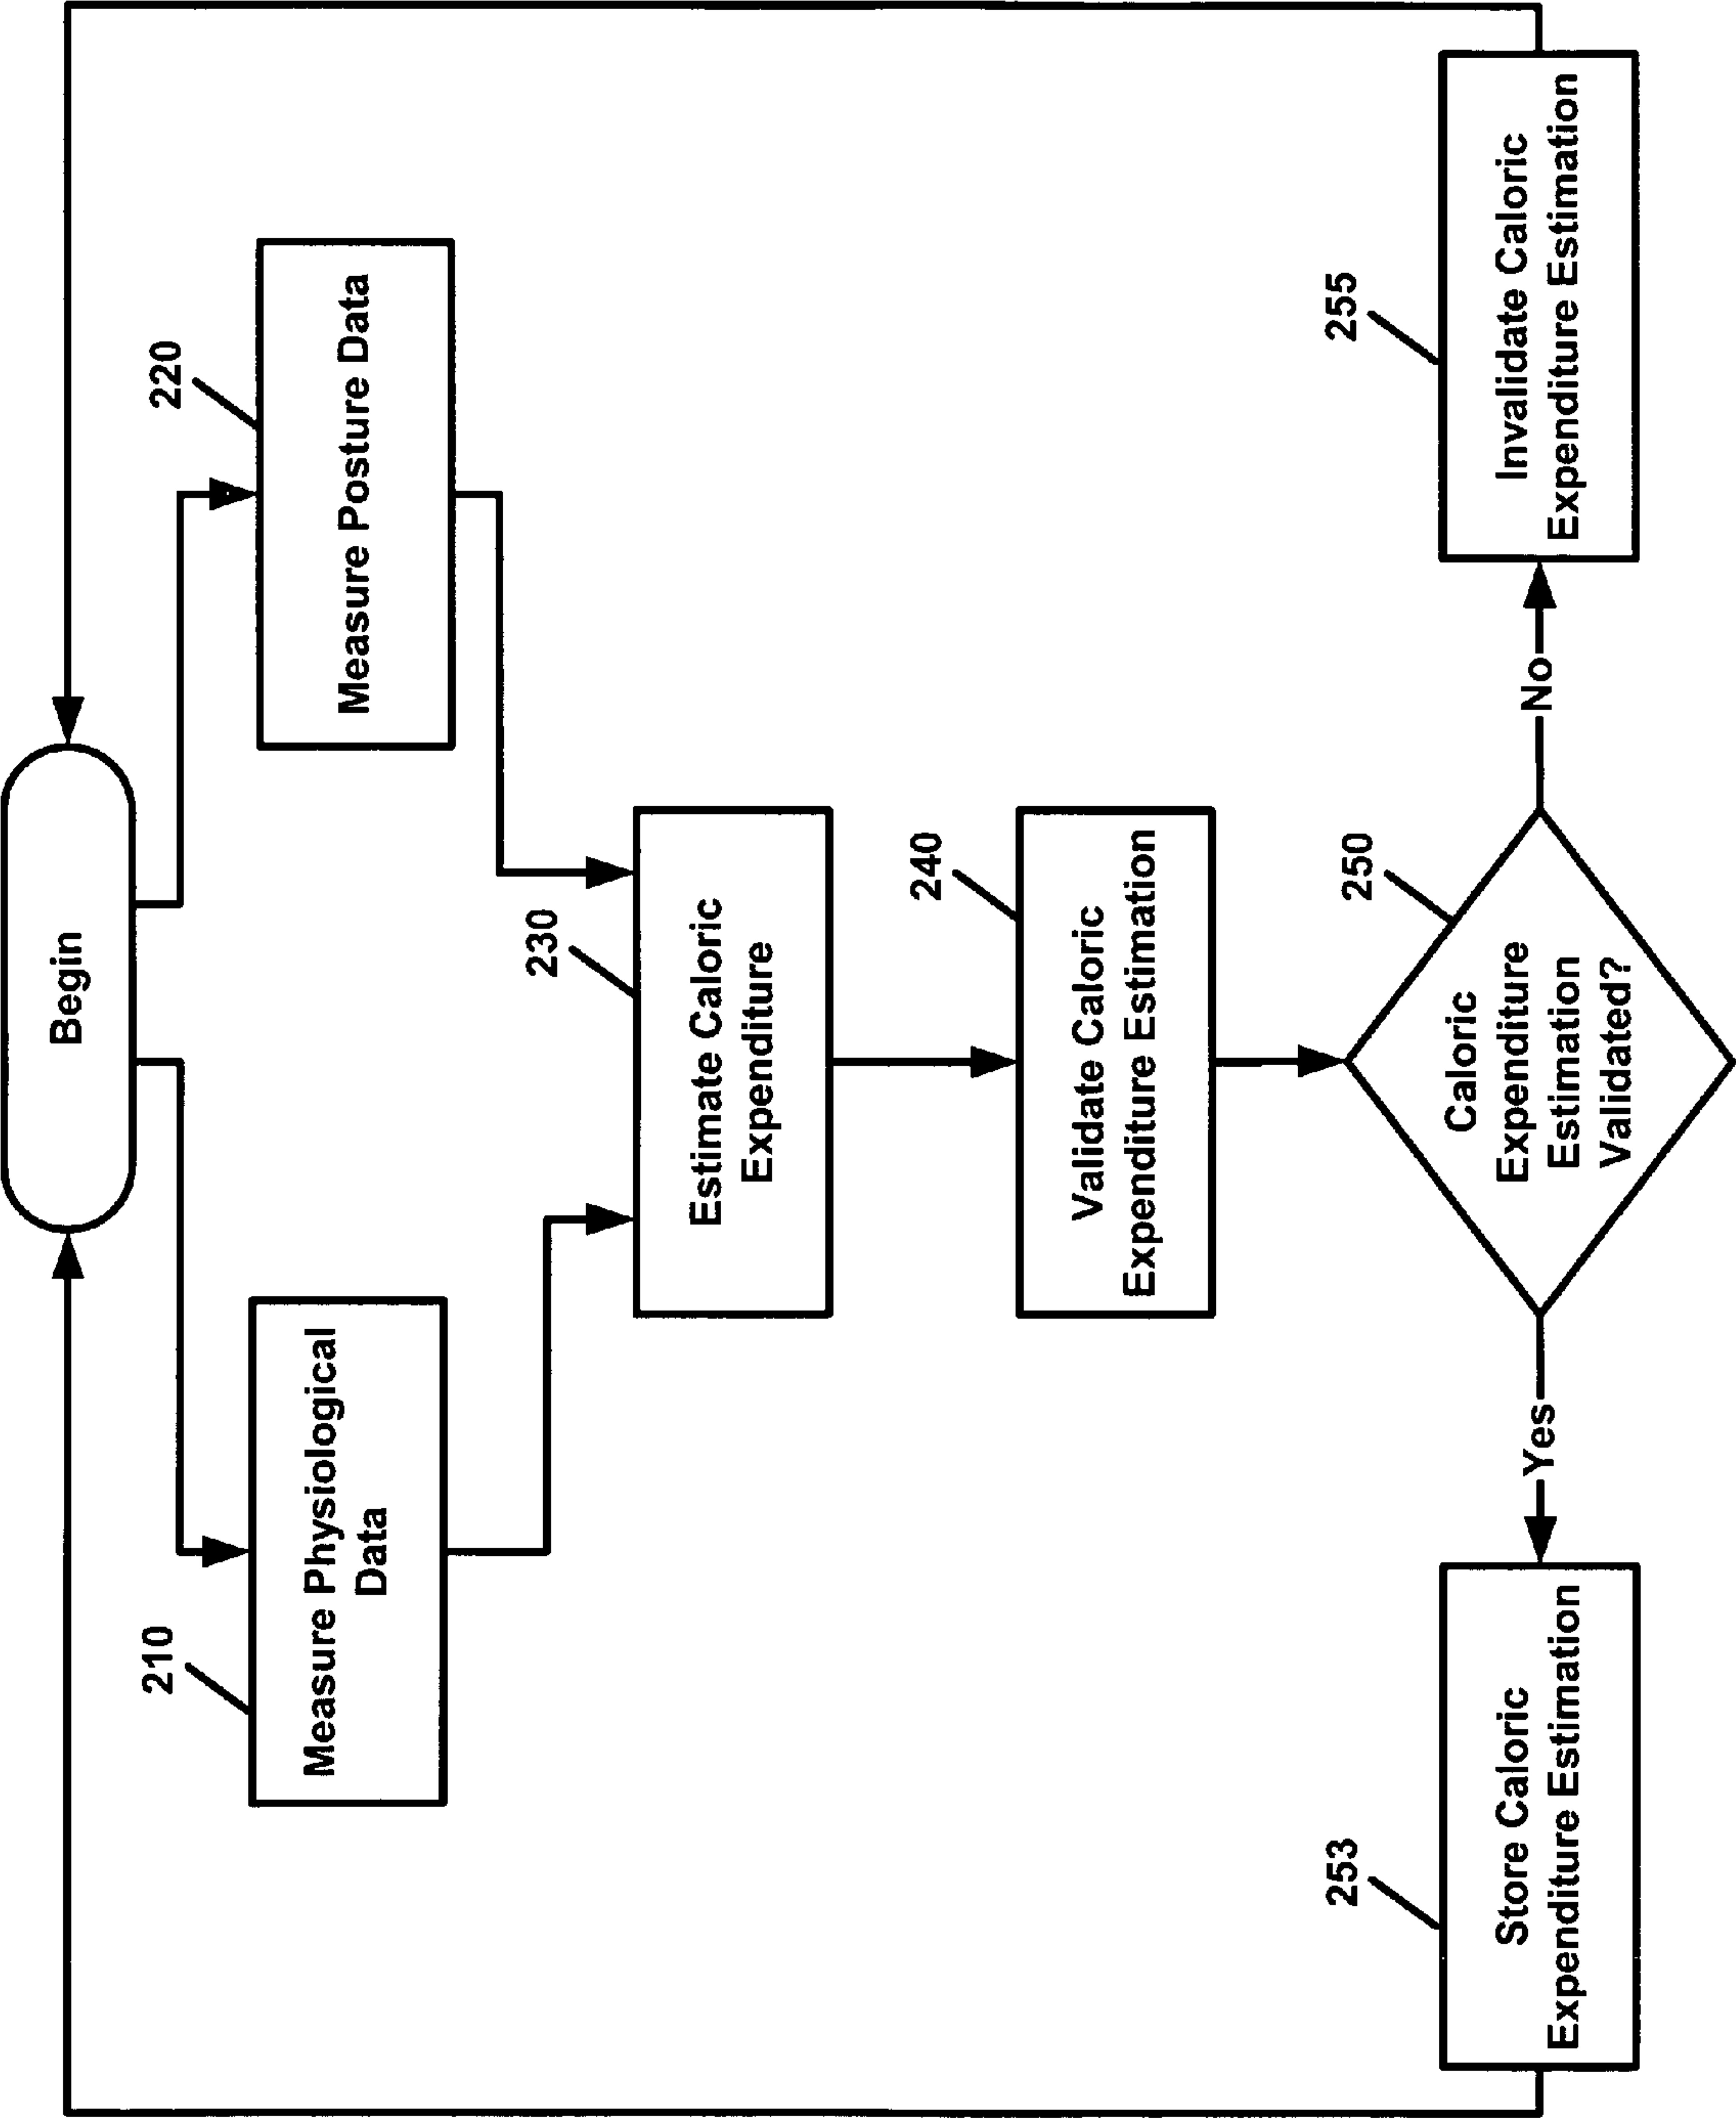 Begin
210
Measure Physiological
Data
220
Measure Posture Data
230
Estimate Caloric
Expenditure
240
Validate Caloric
Expenditure Estimation
250
Caloric
Expenditure
Estimation
Validated?
Yes
No
253
Store Caloric
Expenditure Estimation
255
Invalidate Caloric
Expenditure Estimation